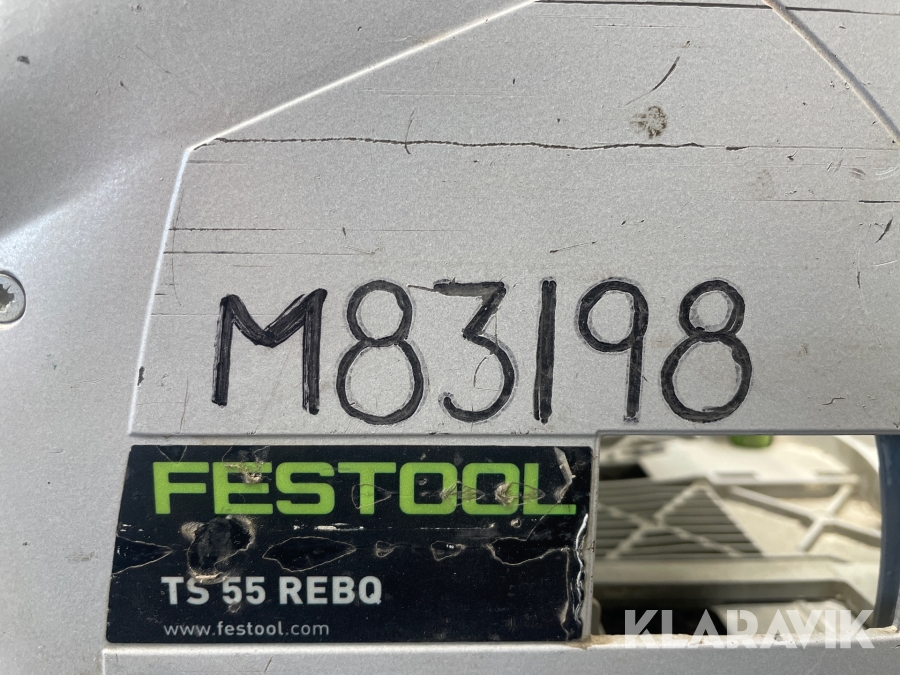 M83198
FESTOOL
TS 55 REBQ
www.festool.com
KLARAVIK